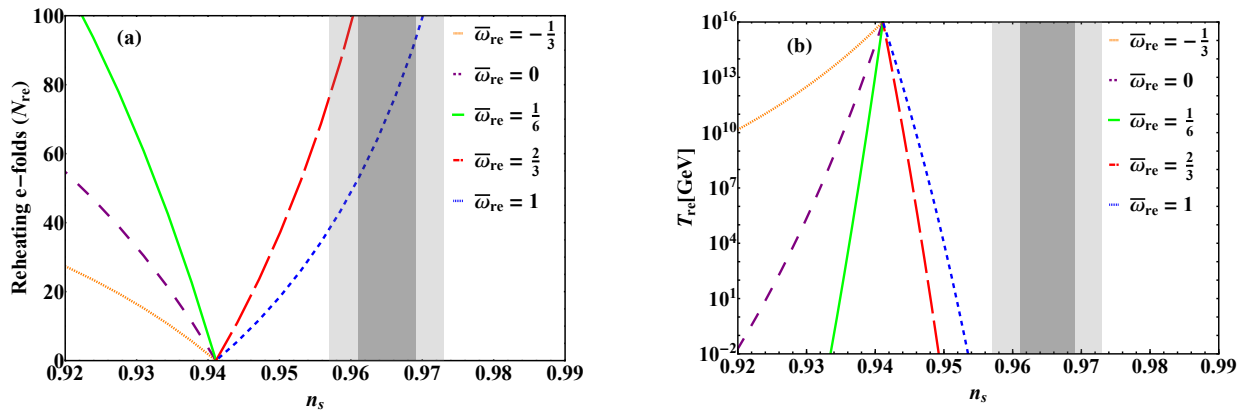 (a)
Reheating e-folds (N_re)
100
80
60
40
20
0
0.92 0.93 0.94 0.95 0.96 0.97 0.98 0.99
n_s
ω̅_re = -1/3
ω̅_re = 0
ω̅_re = 1/6
ω̅_re = 2/3
ω̅_re = 1
(b)
T_re[GeV]
10^16
10^13
10^10
10^7
10^4
10^1
10^-2
0.92 0.93 0.94 0.95 0.96 0.97 0.98 0.99
n_s
ω̅_re = -1/3
ω̅_re = 0
ω̅_re = 1/6
ω̅_re = 2/3
ω̅_re = 1